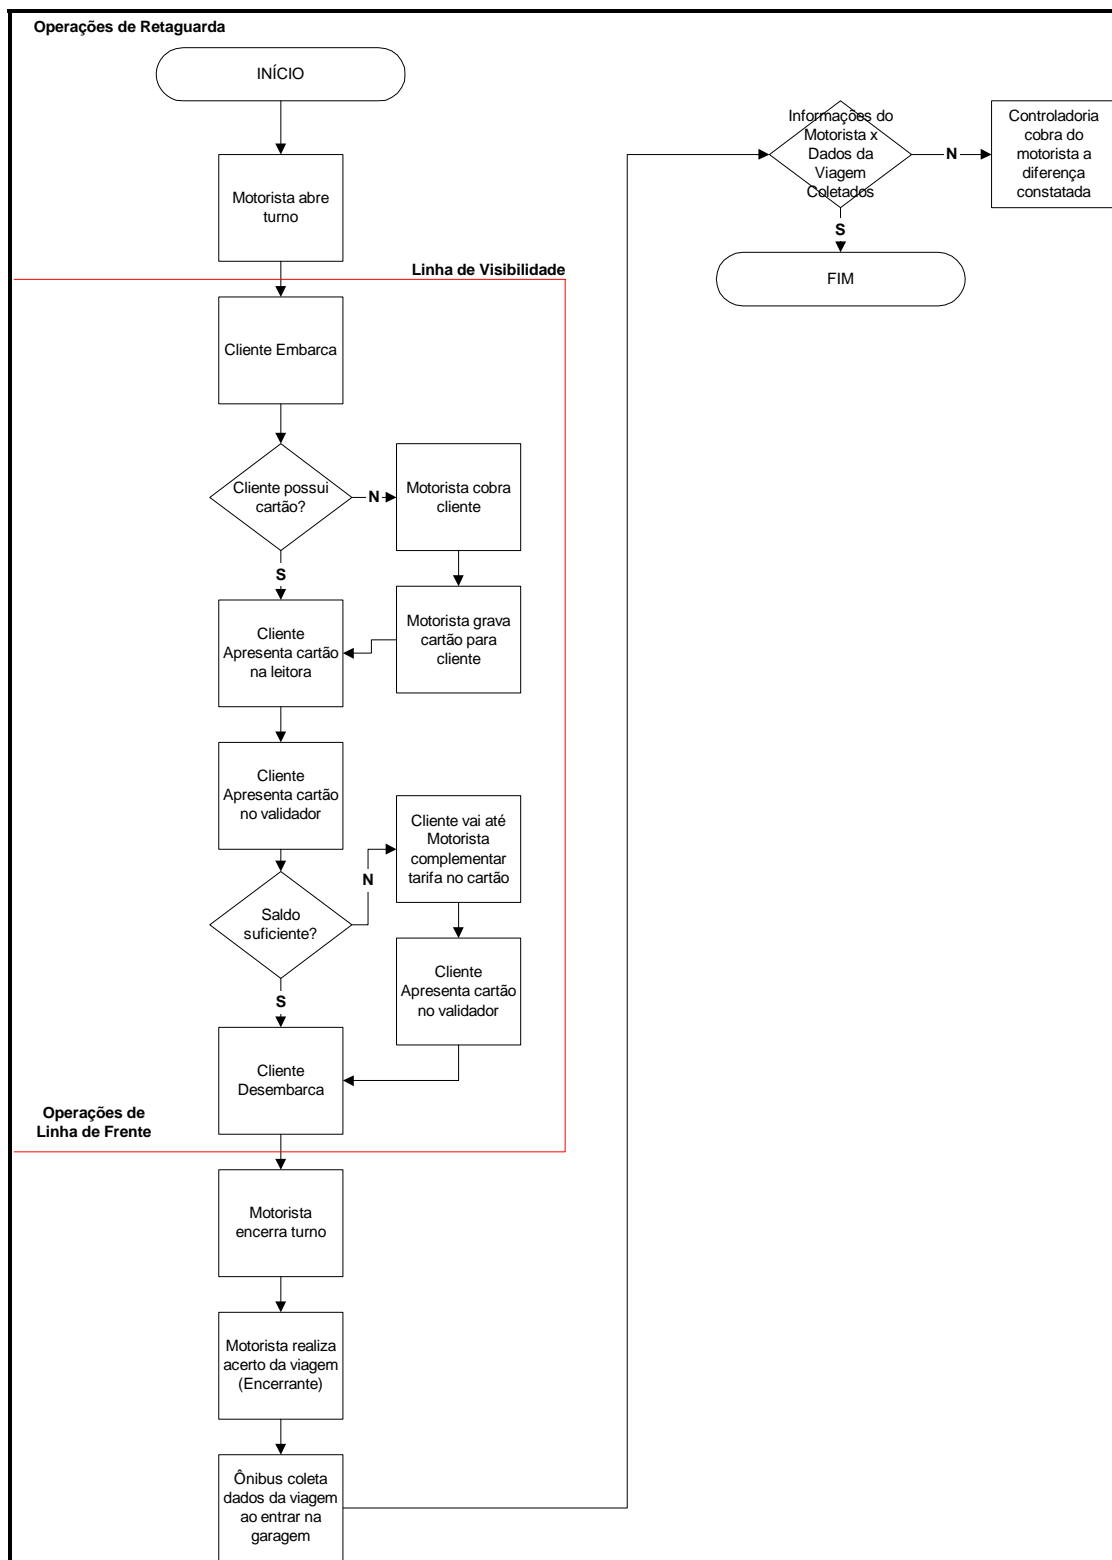 Operações de Retaguarda
INÍCIO
Motorista abre
turno
Linha de Visibilidade
Cliente Embarca
Cliente possui
cartão?
N
Motorista cobra
cliente
S
Motorista grava
cartão para
cliente
Cliente
Apresenta cartão
na leitora
Cliente
Apresenta cartão
no validador
Saldo
suficiente?
N
Cliente vai até
Motorista
complementar
tarifa no cartão
Cliente
Apresenta cartão
no validador
S
Cliente
Desembarca
Operações de
Linha de Frente
Motorista
encerra turno
Motorista realiza
acerto da viagem
(Encerrante)
Ônibus coleta
dados da viagem
ao entrar na
garagem
Informações do
Motorista x
Dados da
Viagem
Coletados
N
Controladoria
cobra do
motorista a
diferença
constatada
S
FIM